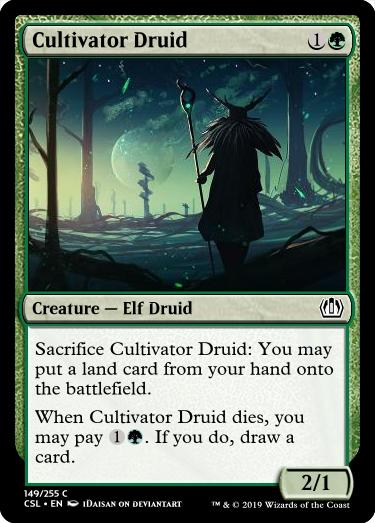 Cultivator Druid 1
Creature — Elf Druid
Sacrifice Cultivator Druid: You may
put a land card from your hand onto
the battlefield.
When Cultivator Druid dies, you
may pay 1. If you do, draw a
card.
2/1
149/255 C
CSL • EN 1DAISAN ON DEVIANTART
™ & © 2019 Wizards of the Coast